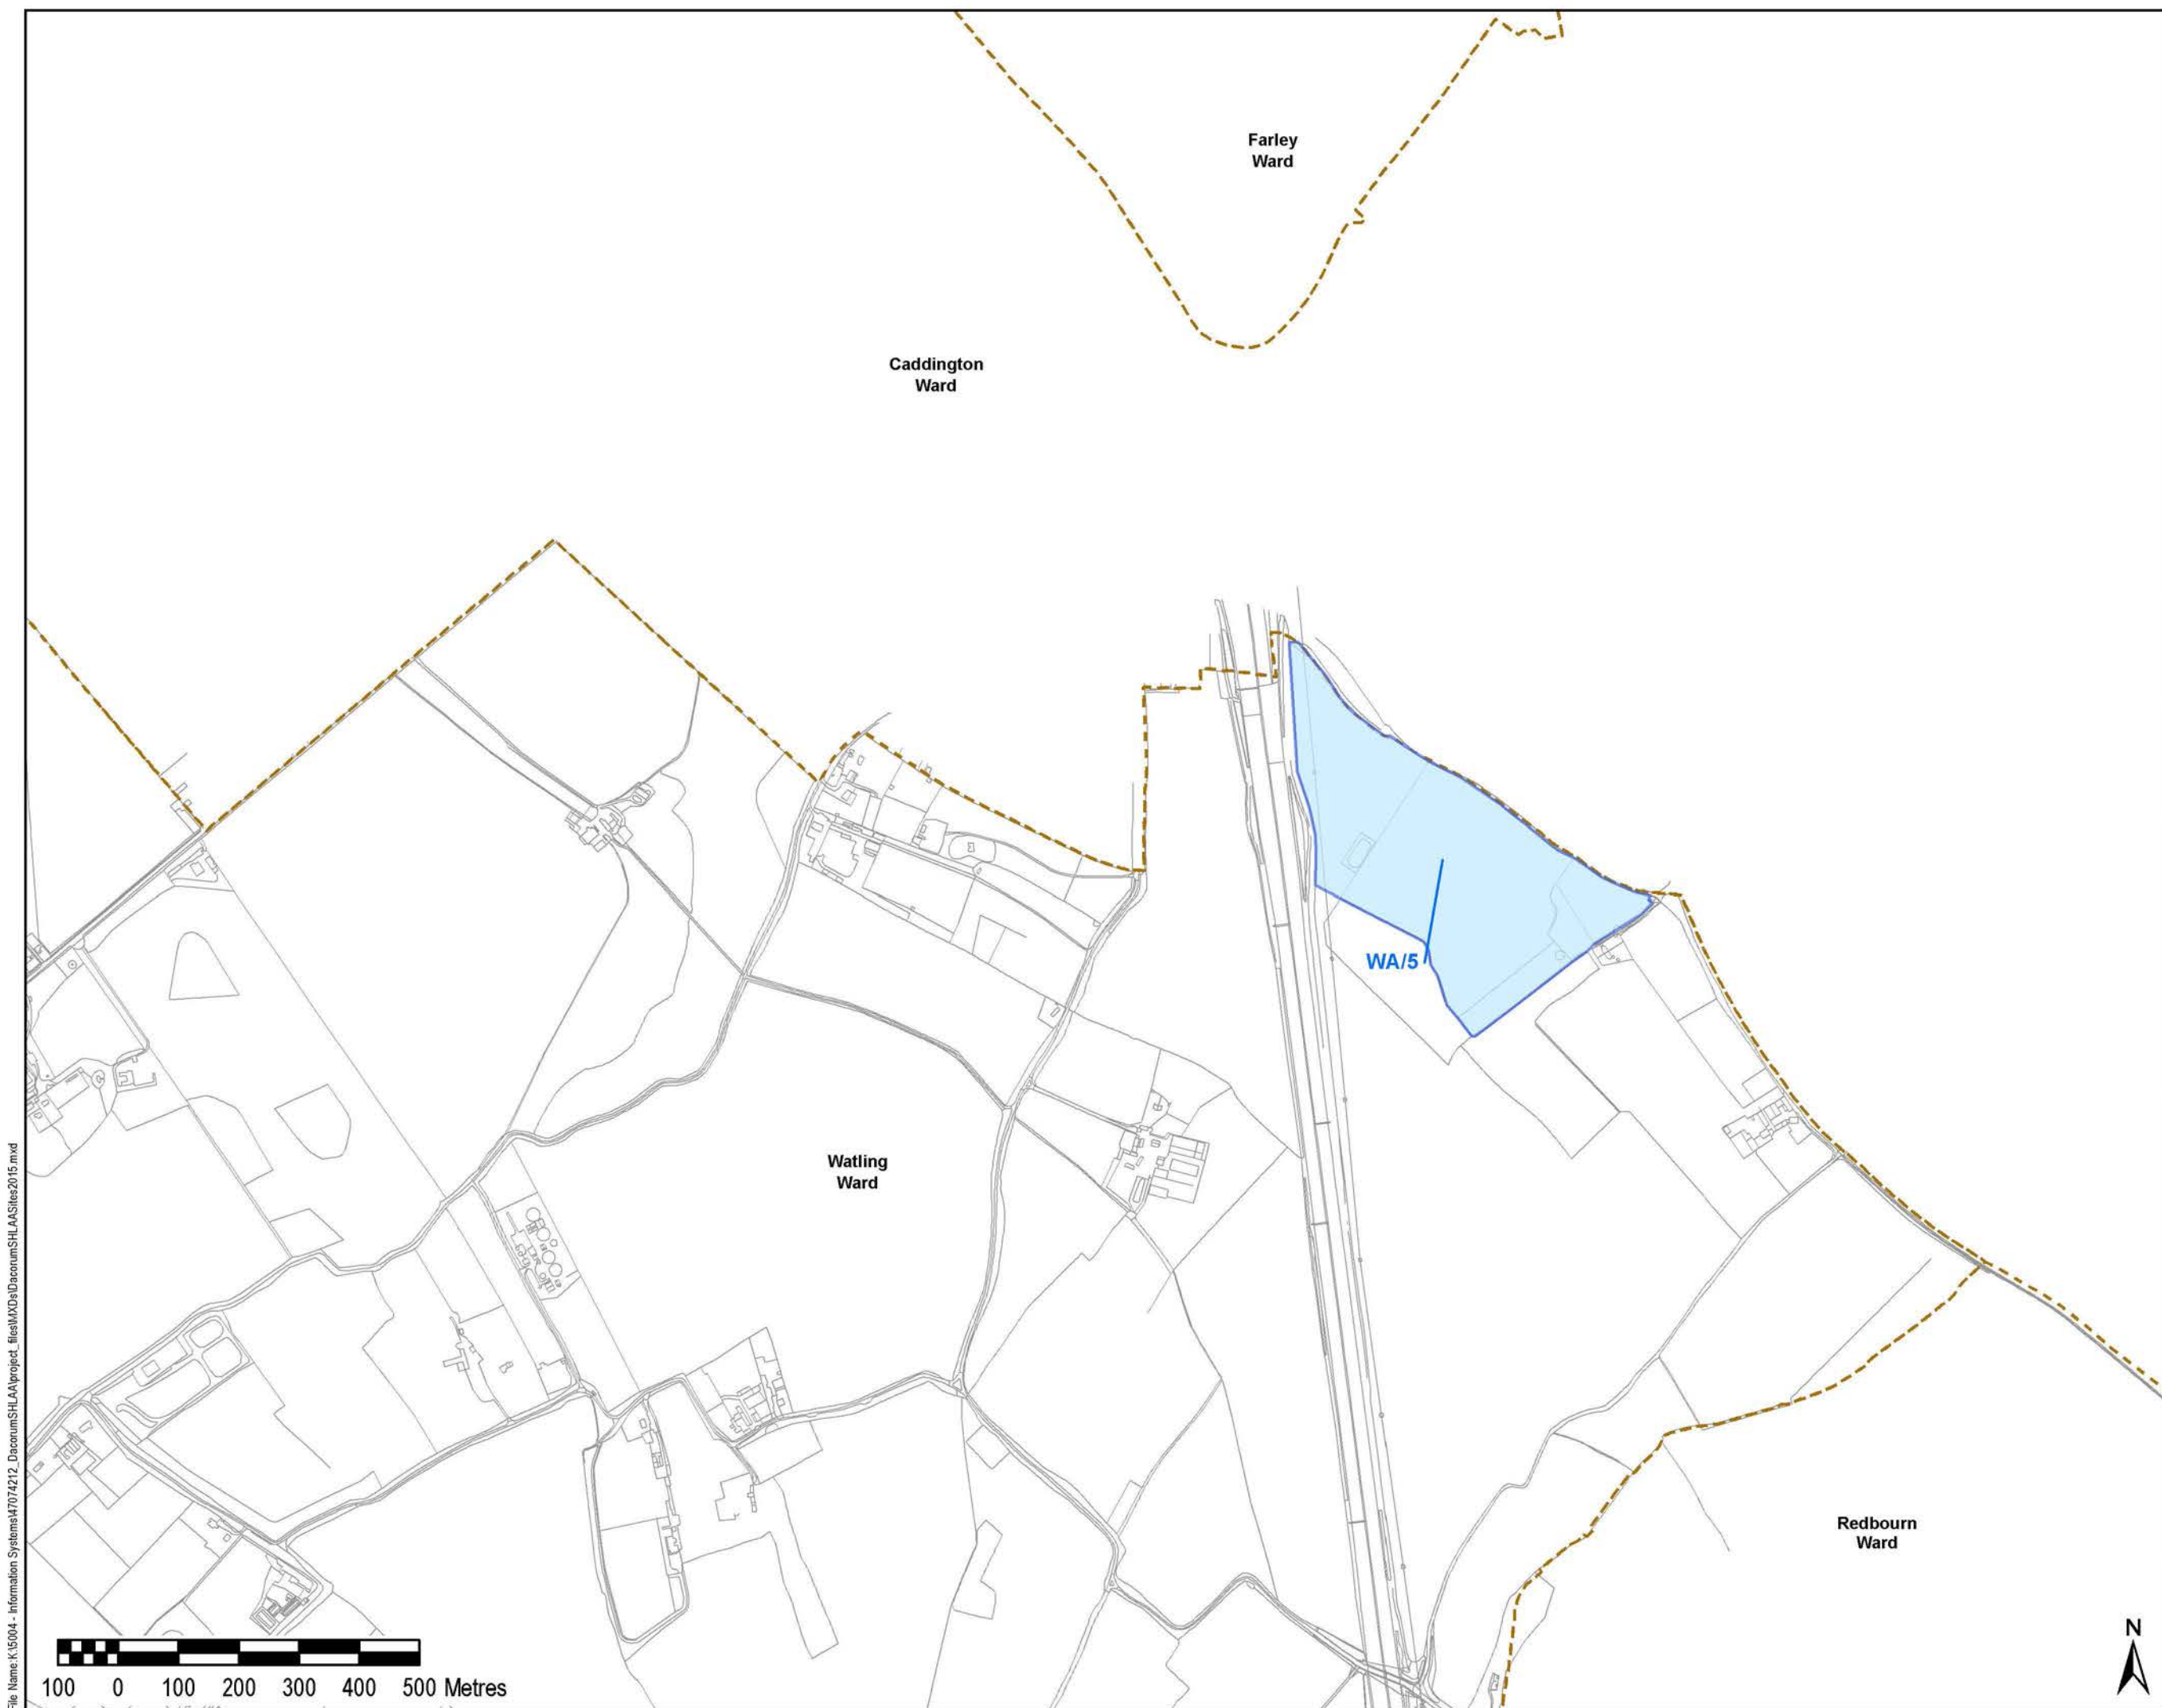 Farley
Ward
Caddington
Ward
WA/5
Watling
Ward
Redbourn
Ward
N
100 0 100 200 300 400 500 Metres
File Name:K:\5004 - Information Systems\47074212_DacorumSHLAA\project_files\MXDs\DacorumSHLAASites2015.mxd